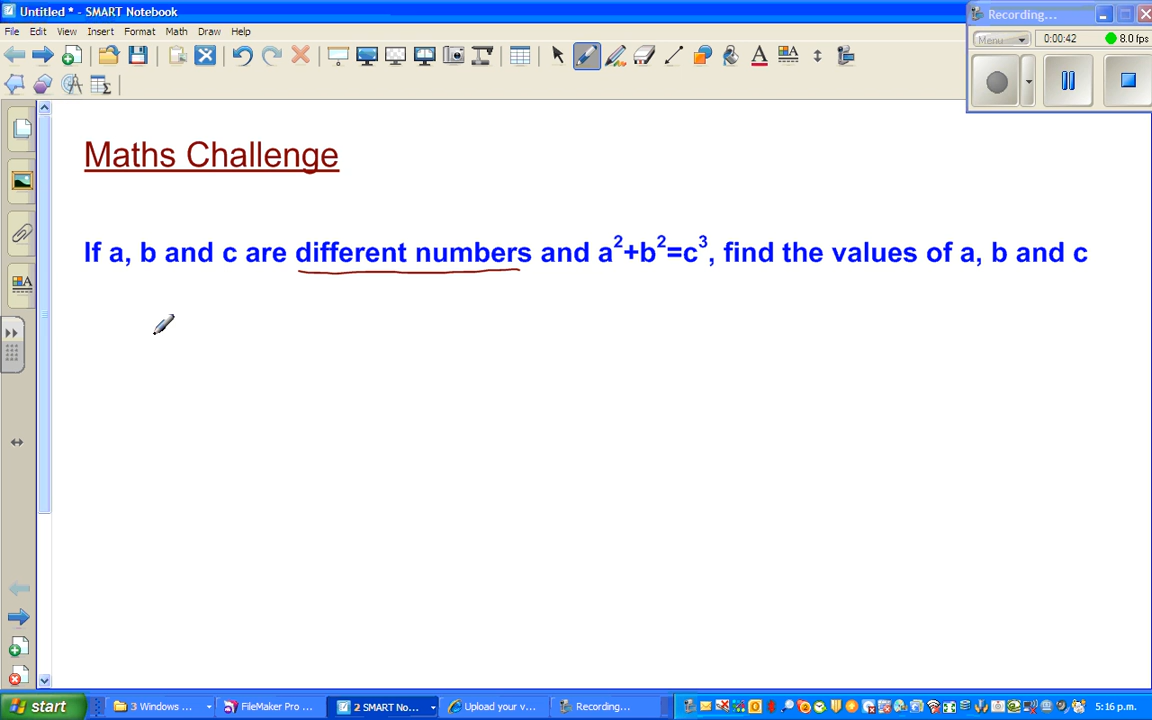 Untitled * - SMART Notebook
Recording...
File Edit View Insert Format Math Draw Help
Menu
0:00:42
8.0 fps
Maths Challenge
If a, b and c are different numbers and a²+b²=c³, find the values of a, b and c
start
3 Windows ...
FileMaker Pro ...
2 SMART No...
Upload your v...
Recording...
5:16 p.m.